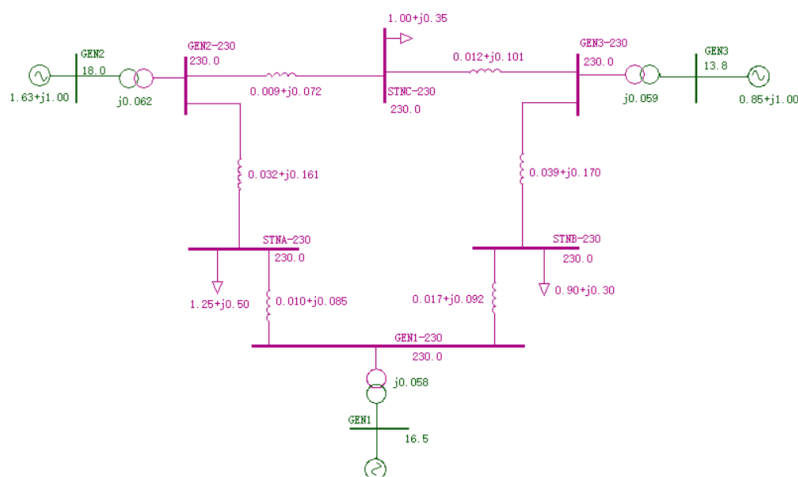 1.00+j0.35
GEN2-230
230.0
GEN3-230
230.0
GEN2
18.0
1.63+j1.00
j0.062
0.009+j0.072
STNC-230
230.0
0.012+j0.101
j0.059
GEN3
13.8
0.85+j1.00
0.032+j0.161
0.039+j0.170
STNA-230
230.0
STNB-230
230.0
1.25+j0.50
0.010+j0.085
0.017+j0.092
0.90+j0.30
GEN1-230
230.0
j0.058
GEN1
16.5